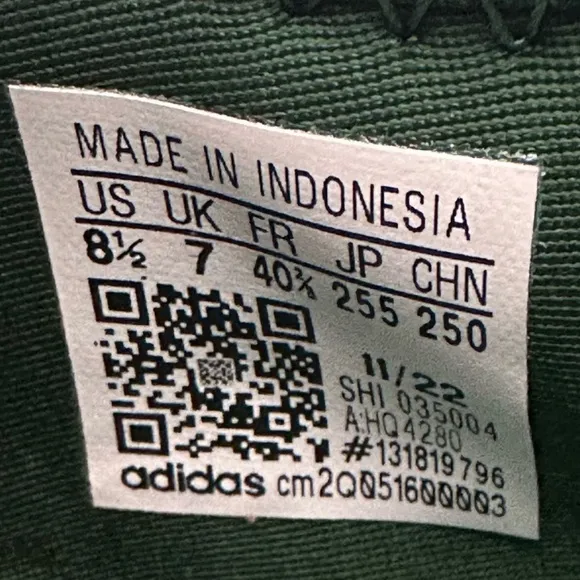 MADE IN INDONESIA
US UK FR JP CHN
8½ 7 40⅔ 255 250
11/22
SHI 035004
A:HQ4280
#131819796
adidas cm2Q051600003